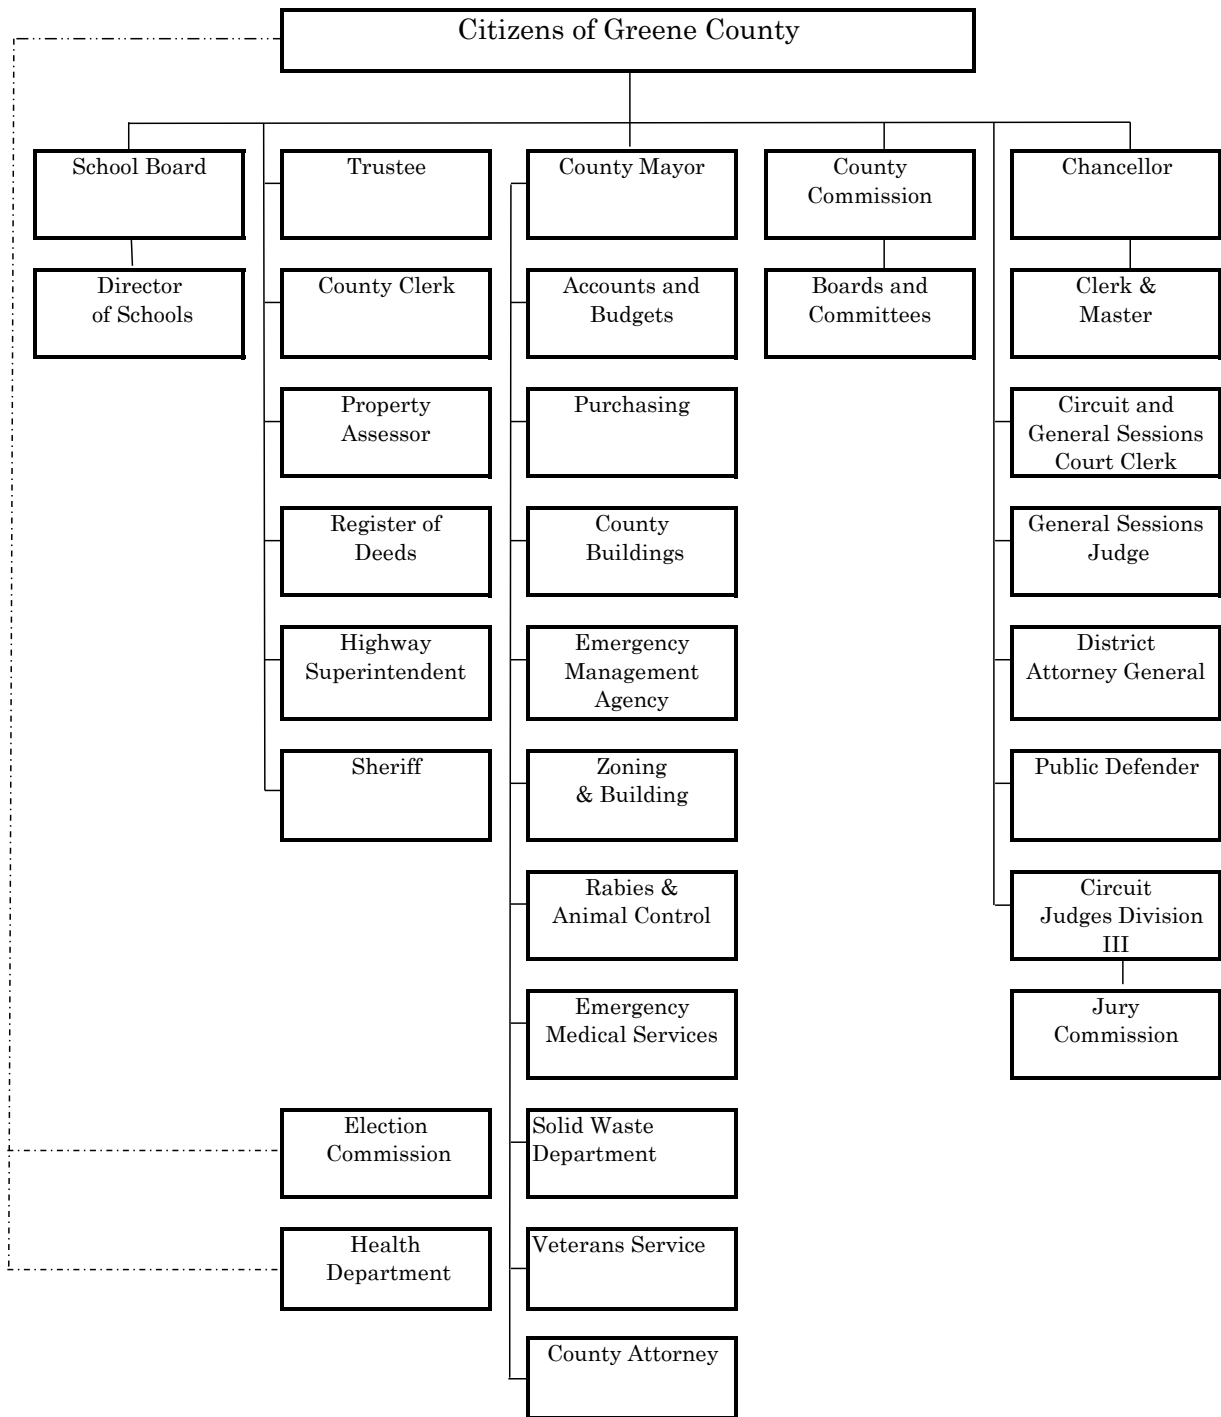 Citizens of Greene County
School Board
Trustee
County Mayor
County
Commission
Chancellor
Director
of Schools
County Clerk
Accounts and
Budgets
Boards and
Committees
Clerk &
Master
Property
Assessor
Purchasing
Circuit and
General Sessions
Court Clerk
Register of
Deeds
County
Buildings
General Sessions
Judge
Highway
Superintendent
Emergency
Management
Agency
District
Attorney General
Sheriff
Zoning
& Building
Public Defender
Rabies &
Animal Control
Circuit
Judges Division
III
Emergency
Medical Services
Jury
Commission
Election
Commission
Solid Waste
Department
Health
Department
Veterans Service
County Attorney